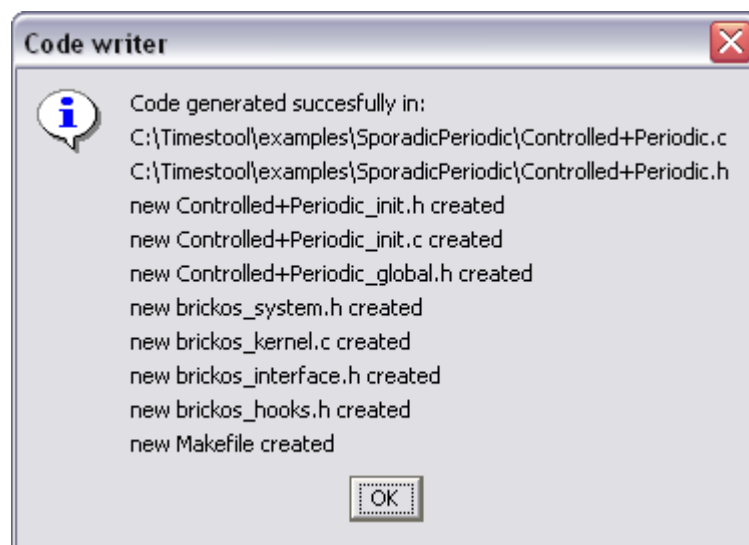 Code writer
Code generated succesfully in:
C:\Timestool\examples\SporadicPeriodic\Controlled+Periodic.c
C:\Timestool\examples\SporadicPeriodic\Controlled+Periodic.h
new Controlled+Periodic_init.h created
new Controlled+Periodic_init.c created
new Controlled+Periodic_global.h created
new brickos_system.h created
new brickos_kernel.c created
new brickos_interface.h created
new brickos_hooks.h created
new Makefile created
OK